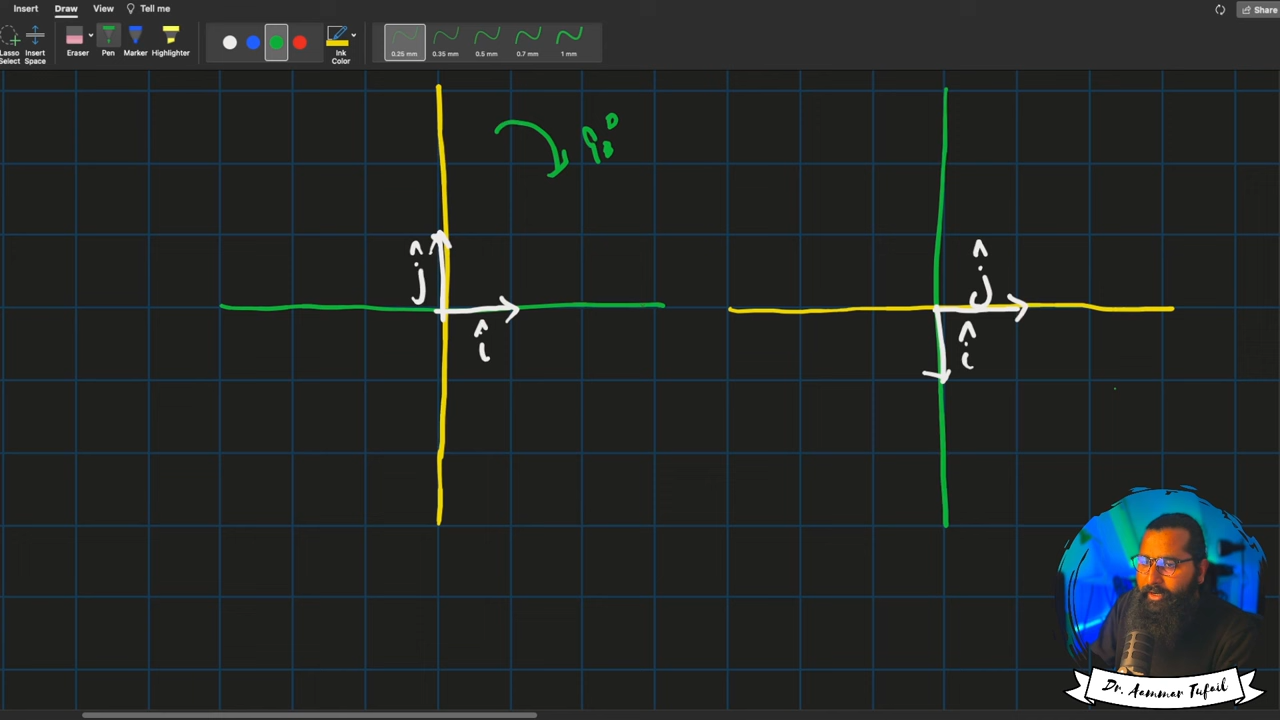 Insert Draw View Tell me
Share
Lasso Select
Insert Space
Eraser
Pen
Marker
Highlighter
Ink Color
0.25 mm
0.35 mm
0.5 mm
0.7 mm
1 mm
ĵ
î
ĵ
î
Dr. Aammar Tufail